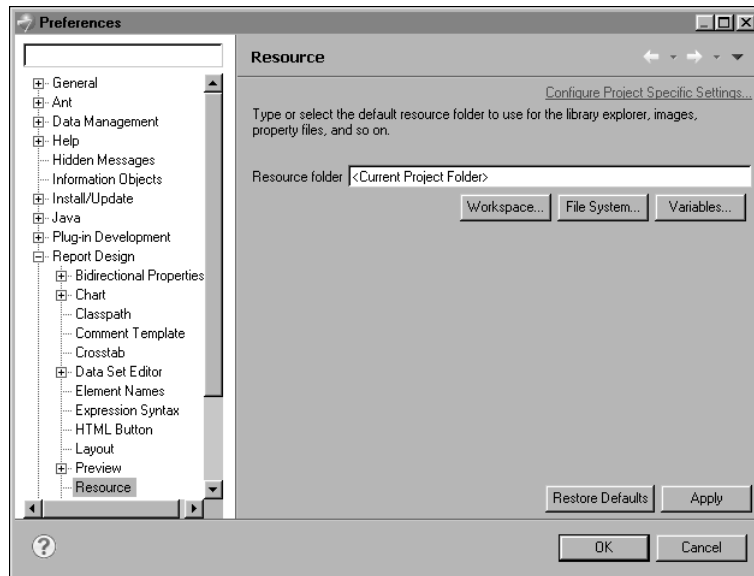 Preferences
Resource
Configure Project Specific Settings...
Type or select the default resource folder to use for the library explorer, images,
property files, and so on.
Resource folder <Current Project Folder>
Workspace... File System... Variables...
General
Ant
Data Management
Help
Hidden Messages
Information Objects
Install/Update
Java
Plug-in Development
Report Design
Bidirectional Properties
Chart
Classpath
Comment Template
Crosstab
Data Set Editor
Element Names
Expression Syntax
HTML Button
Layout
Preview
Resource
Restore Defaults Apply
? OK Cancel